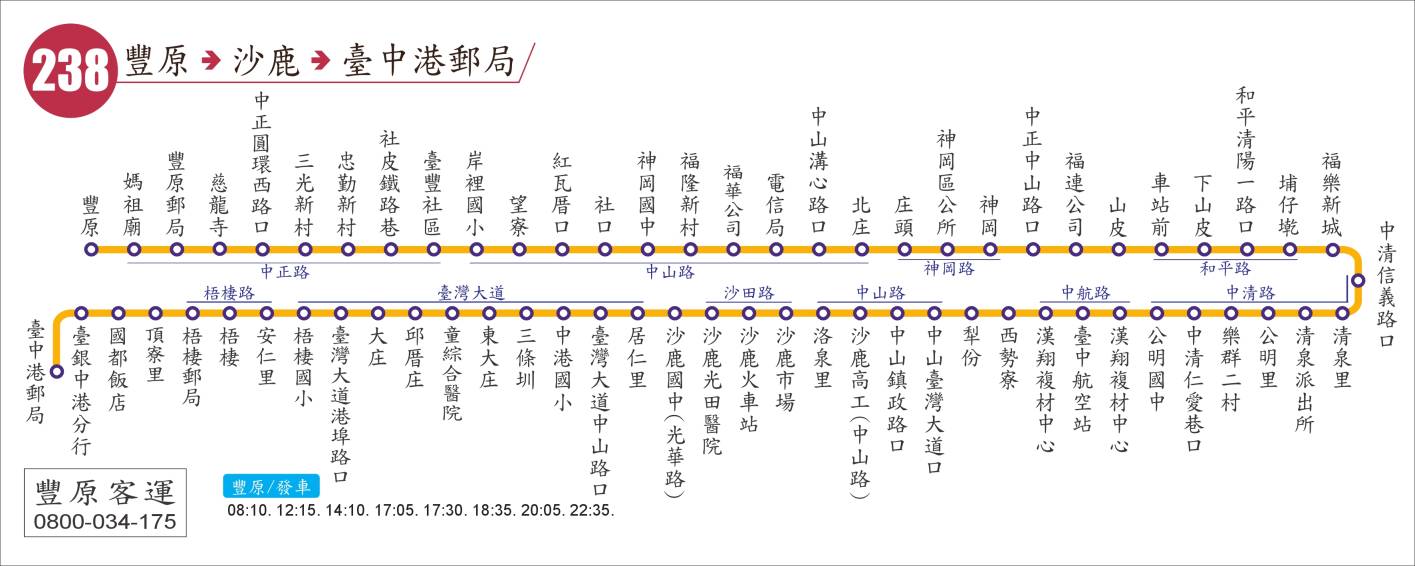 238
豐原➔沙鹿➔臺中港郵局
豐原
媽祖廟
豐原郵局
慈龍寺
中正圓環西路口
三光新村
忠勤新村
社皮鐵路巷
臺豐社區
岸裡國小
望寮
紅瓦厝口
社口
神岡國中
福隆新村
福華公司
電信局
中山溝心路口
北庄
庄頭
神岡區公所
神岡
中正中山路口
福連公司
山皮
車站前
下山皮
和平清陽一路口
埔仔墘
福樂新城
中清信義路口
中正路
中山路
神岡路
和平路
梧棲路
臺灣大道
沙田路
中山路
中航路
中清路
臺中港郵局
臺銀中港分行
國都飯店
頂寮里
梧棲郵局
梧棲
安仁里
梧棲國小
臺灣大道港埠路口
大庄
邱厝庄
童綜合醫院
東大庄
三條圳
中港國小
臺灣大道中山路口
居仁里
沙鹿國中(光華路)
沙鹿光田醫院
沙鹿火車站
沙鹿市場
洛泉里
沙鹿高工(中山路)
中山鎮政路口
中山臺灣大道口
犁份
西勢寮
漢翔複材中心
臺中航空站
漢翔複材中心
公明國中
中清仁愛巷口
樂群二村
公明里
清泉派出所
清泉里
豐原客運
0800-034-175
豐原/發車
08:10. 12:15. 14:10. 17:05. 17:30. 18:35. 20:05. 22:35.